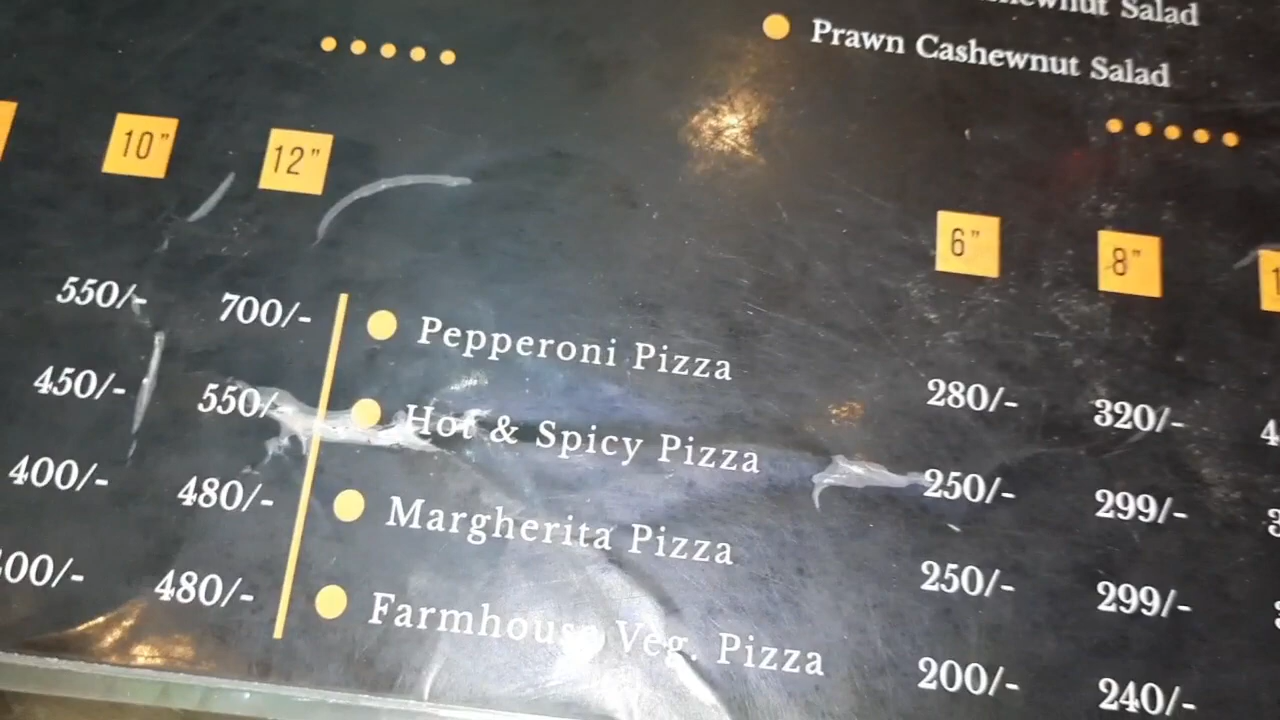 Salad
Prawn Cashewnut Salad
10" 12"
6" 8"
550/- 700/- Pepperoni Pizza 280/- 320/-
450/- 550/- Hot & Spicy Pizza 250/- 299/-
400/- 480/- Margherita Pizza 250/- 299/-
480/- Farmhouse Veg. Pizza 200/- 240/-